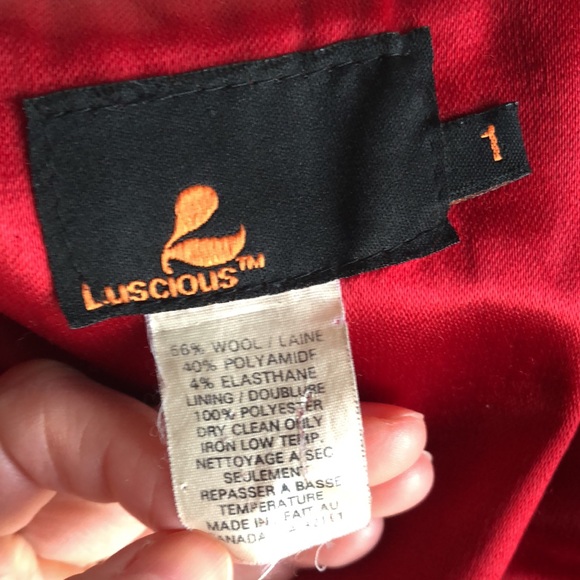 LUSCIOUS™
1
56% WOOL / LAINE
40% POLYAMIDE
4% ELASTHANE
LINING / DOUBLURE
100% POLYESTER
DRY CLEAN ONLY
IRON LOW TEMP.
NETTOYAGE A SEC
SEULEMENT
REPASSER A BASSE
TEMPERATURE
MADE IN FAIT AU
CANADA